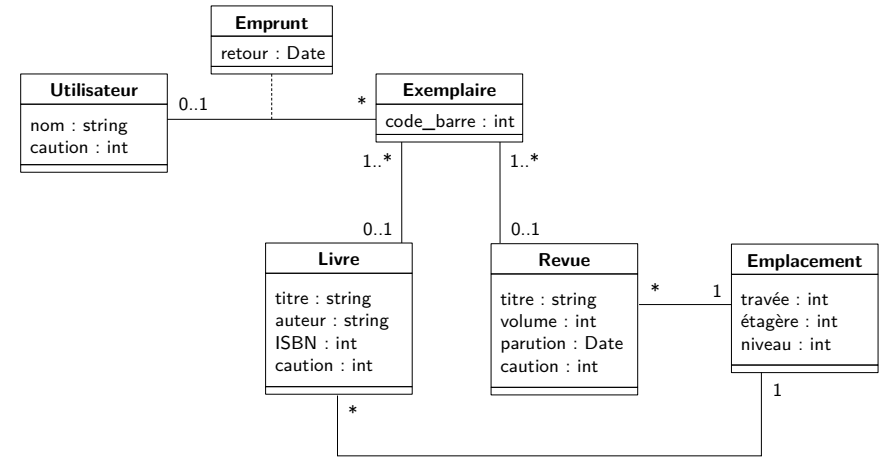 Emprunt
retour : Date
Utilisateur
nom : string
caution : int
0..1
*
Exemplaire
code_barre : int
1..*
1..*
0..1
0..1
Livre
titre : string
auteur : string
ISBN : int
caution : int
*
Revue
titre : string
volume : int
parution : Date
caution : int
*
1
Emplacement
travée : int
étagère : int
niveau : int
1